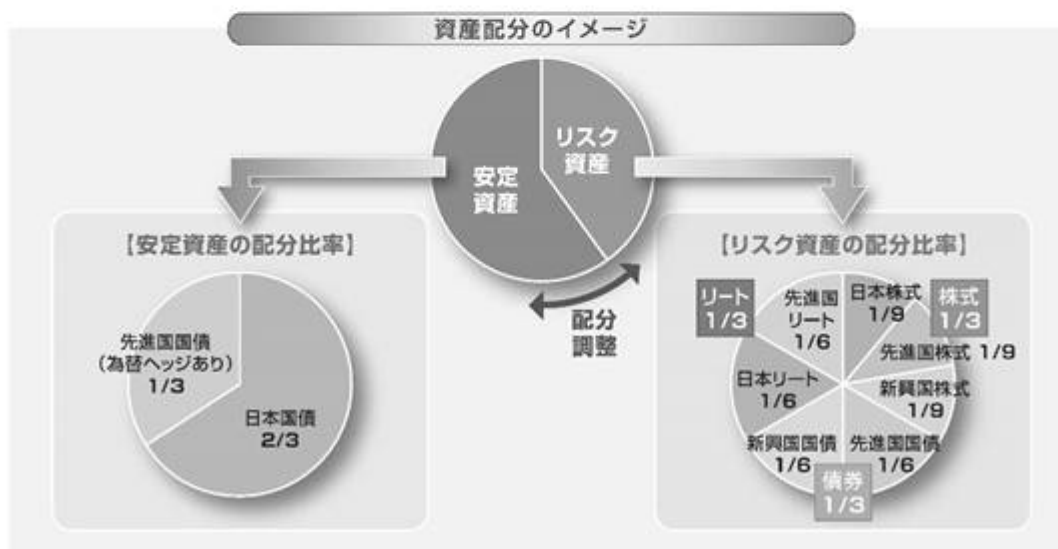 資産配分のイメージ
リスク
資産
安定
資産
配分
調整
【安定資産の配分比率】
先進国国債
(為替ヘッジあり)
1/3
日本国債
2/3
【リスク資産の配分比率】
リート
1/3
先進国
リート
1/6
日本株式
1/9
株式
1/3
先進国株式 1/9
新興国株式
1/9
日本リート
1/6
新興国国債
1/6
先進国国債
1/6
債券
1/3